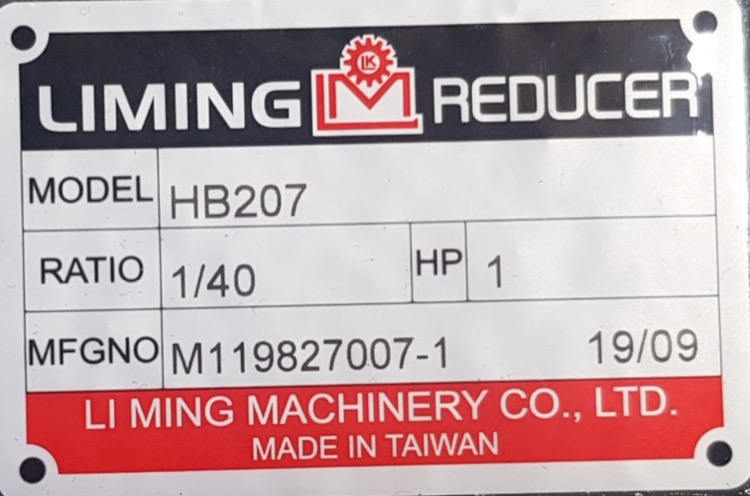 LIMING LK M REDUCER
MODEL HB207
RATIO 1/40 HP 1
MFGNO M119827007-1 19/09
LI MING MACHINERY CO., LTD.
MADE IN TAIWAN